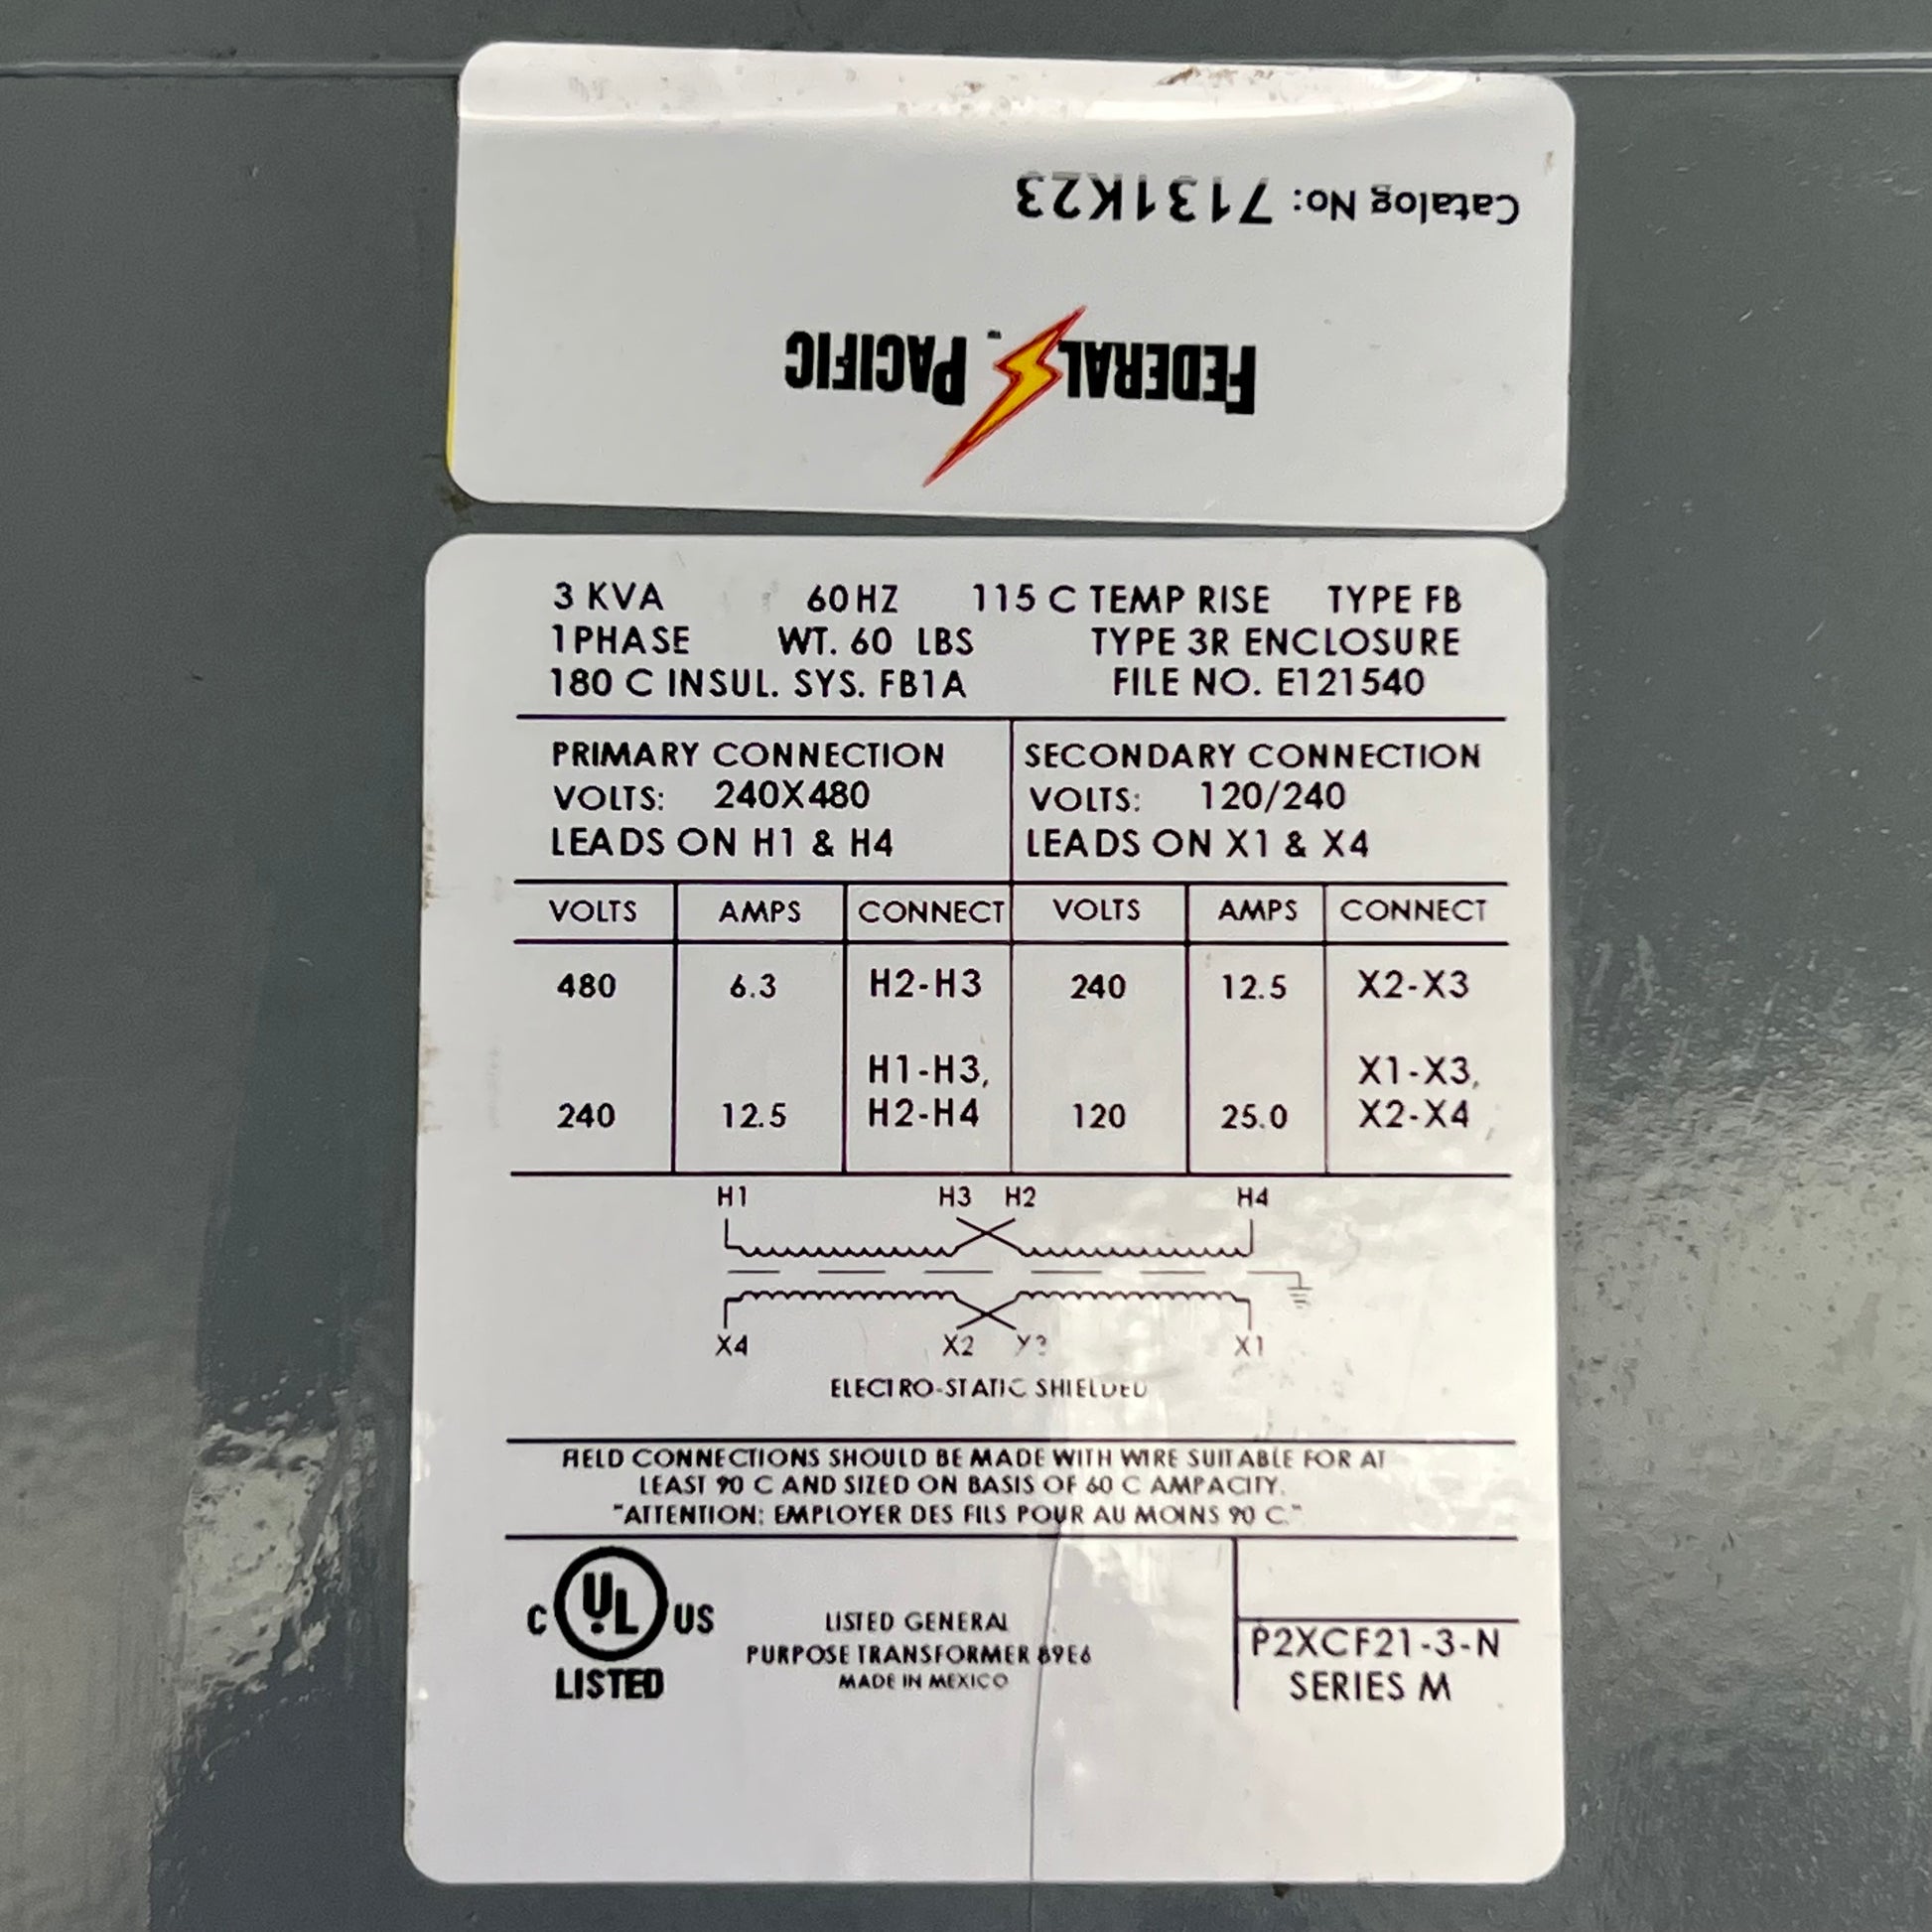 Catalog No: 7131K23
FEDERAL PACIFIC
3 KVA 60 HZ 115 C TEMP RISE TYPE FB
1 PHASE WT. 60 LBS TYPE 3R ENCLOSURE
180 C INSUL. SYS. FB1A FILE NO. E121540
PRIMARY CONNECTION SECONDARY CONNECTION
VOLTS: 240X480 VOLTS: 120/240
LEADS ON H1 & H4 LEADS ON X1 & X4
VOLTS AMPS CONNECT VOLTS AMPS CONNECT
480 6.3 H2-H3 240 12.5 X2-X3
H1-H3, X1-X3,
240 12.5 H2-H4 120 25.0 X2-X4
H1 H3 H2 H4
X4 X2 X1
ELECTRO-STATIC SHIELDED
FIELD CONNECTIONS SHOULD BE MADE WITH WIRE SUITABLE FOR AT
LEAST 90 C AND SIZED ON BASIS OF 60 C AMPACITY.
"ATTENTION: EMPLOYER DES FILS POUR AU MOINS 90 C."
C UL US
LISTED
LISTED GENERAL
PURPOSE TRANSFORMER 89E6
MADE IN MEXICO
P2XCF21-3-N
SERIES M